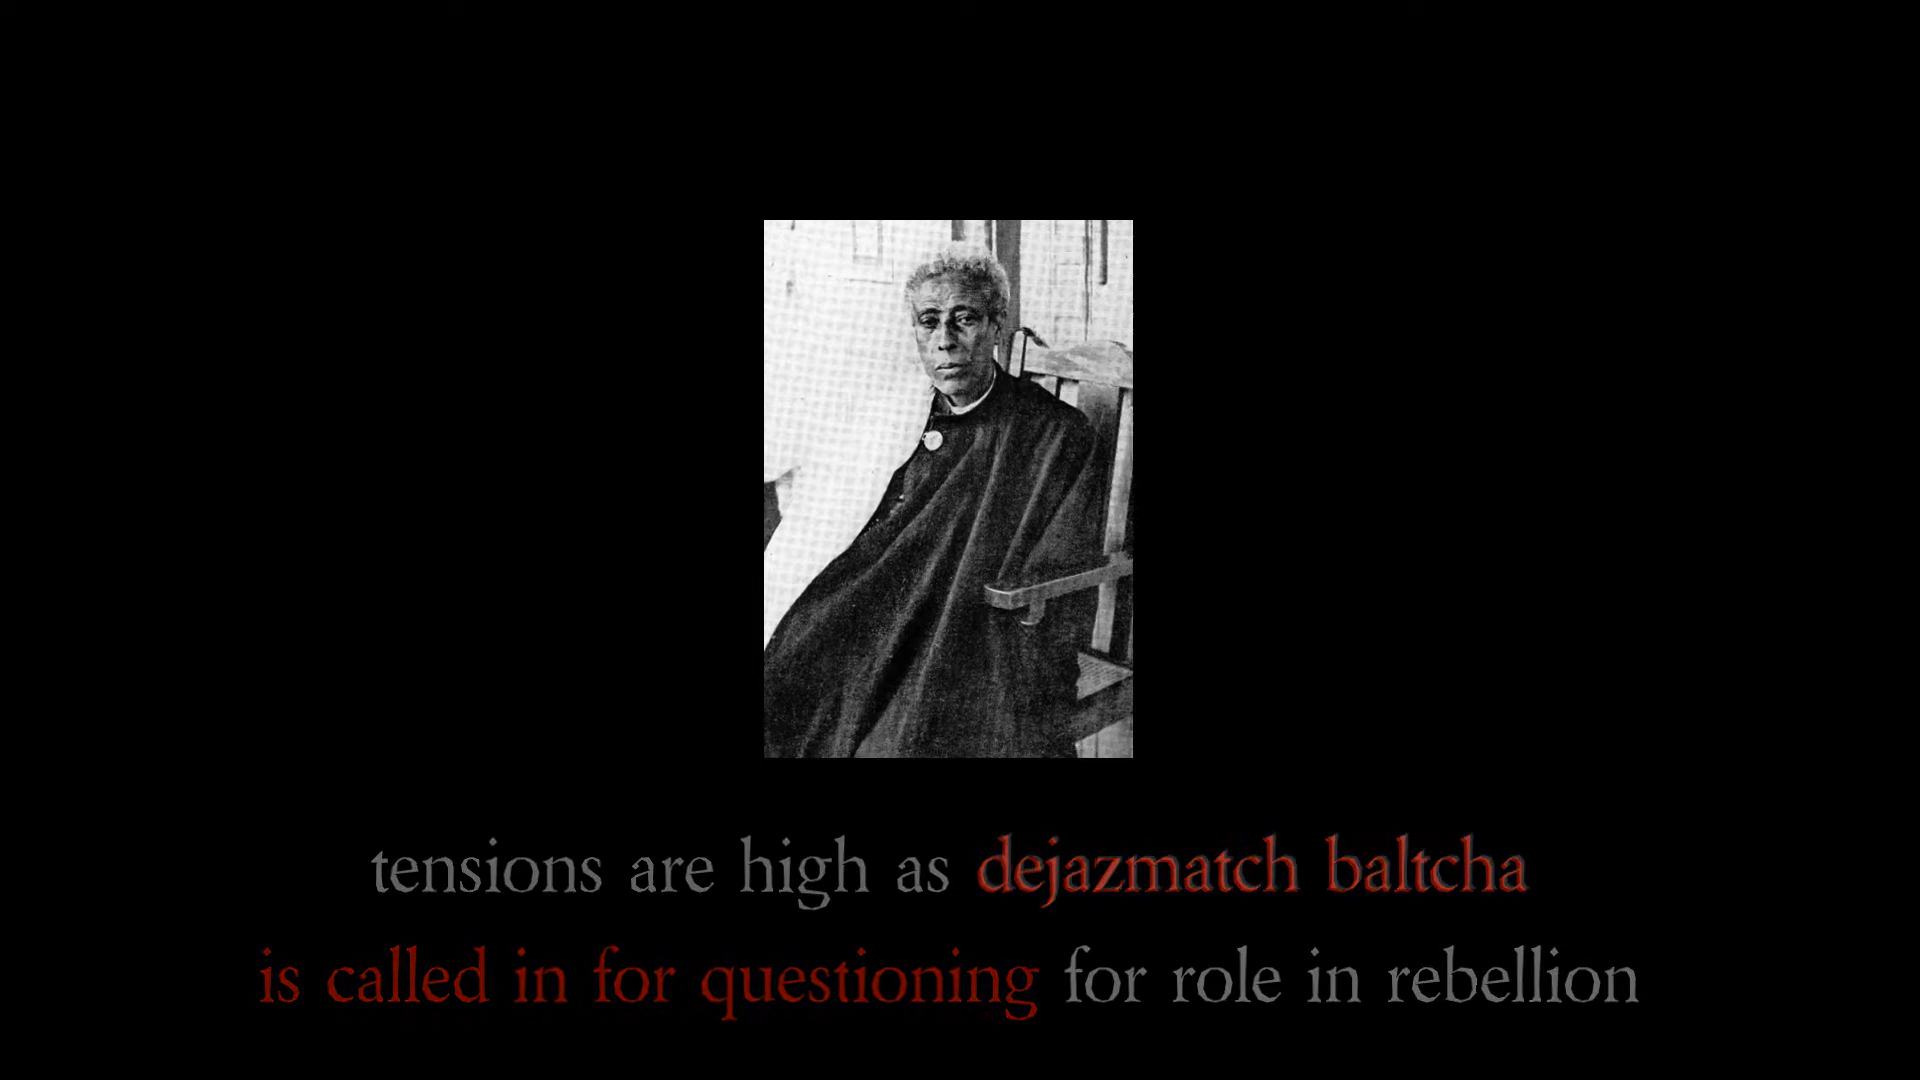 tensions are high as dejazmatch baltcha
is called in for questioning for role in rebellion